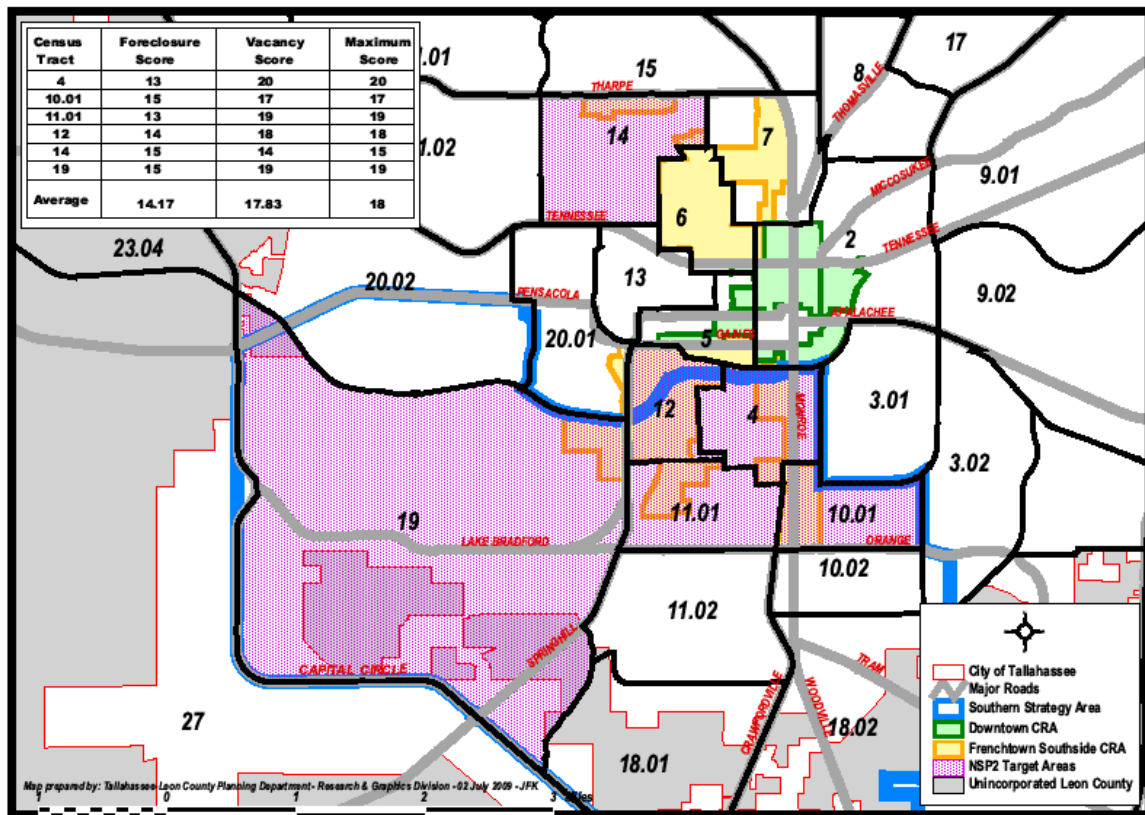 Census Tract Foreclosure Score Vacancy Score Maximum Score
4 13 20 20
10.01 15 17 17
11.01 13 19 19
12 14 18 18
14 15 14 15
19 15 19 19
Average 14.17 17.83 18
.01
15
8
17
THARPE
THOMASVILLE
14
7
1.02
MICCOSUKEE
9.01
TENNESSEE
6
2
TENNESSEE
23.04
20.02
13
PENSACOLA
9.02
APALACHEE
20.01
5
GAINES
12
4
MONROE
3.01
3.02
19
11.01
10.01
LAKE BRADFORD
ORANGE
10.02
11.02
SPRINGHILL
CAPITAL CIRCLE
TRAM
27
CRAWFORDVILLE
WOODVILLE
18.02
18.01
City of Tallahassee
Major Roads
Southern Strategy Area
Downtown CRA
Frenchtown Southside CRA
NSP2 Target Areas
Unincorporated Leon County
Map prepared by: Tallahassee-Leon County Planning Department- Research & Graphics Division - 02 July 2009 - JFK
1 0 1 2 3 Miles